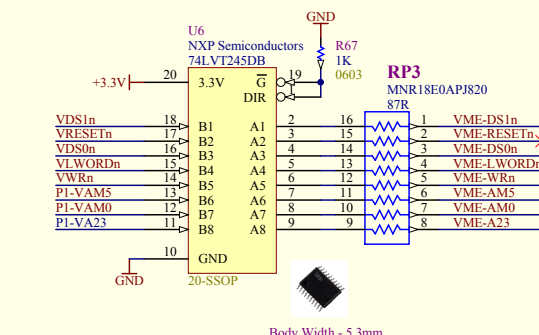 GND
U6
NXP Semiconductors
74LVT245DB
R67
1K
0603
+3.3V
20
3.3V
G
19
DIR
1
RP3
MNR18E0APJ820
87R
VDS1n 18 B1 A1 2 16 1 VME-DS1n
VRESETn 17 B2 A2 3 15 2 VME-RESETn
VDS0n 16 B3 A3 4 14 3 VME-DS0n
VLWORDn 15 B4 A4 5 13 4 VME-LWORDn
VWRn 14 B5 A5 6 12 5 VME-WRn
P1-VAM5 13 B6 A6 7 11 6 VME-AM5
P1-VAM0 12 B7 A7 8 10 7 VME-AM0
P1-VA23 11 B8 A8 9 9 8 VME-A23
10 GND
GND
20-SSOP
Body Width - 5.3mm